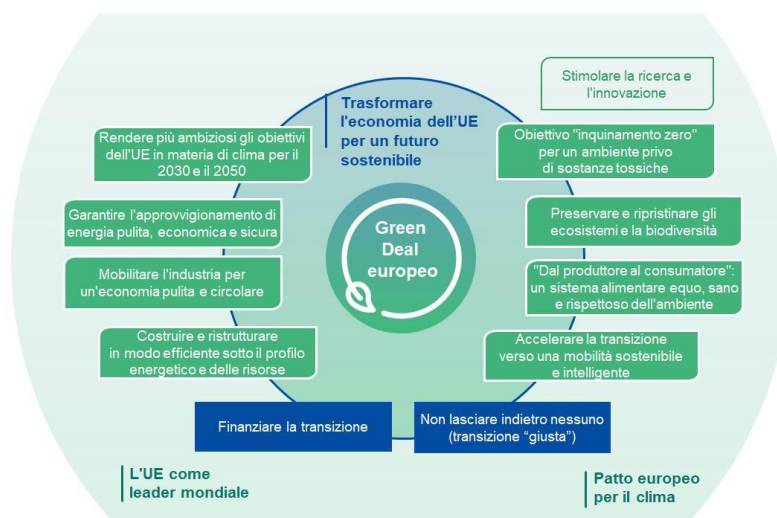 Stimolare la ricerca e
l'innovazione
Trasformare
l'economia dell'UE
per un futuro
sostenibile
Rendere più ambiziosi gli obiettivi
dell'UE in materia di clima per il
2030 e il 2050
Obiettivo "inquinamento zero"
per un ambiente privo
di sostanze tossiche
Garantire l'approvvigionamento di
energia pulita, economica e sicura
Green
Deal
europeo
Preservare e ripristinare gli
ecosistemi e la biodiversità
Mobilitare l'industria per
un'economia pulita e circolare
"Dal produttore al consumatore":
un sistema alimentare equo, sano
e rispettoso dell'ambiente
Costruire e ristrutturare
in modo efficiente sotto il profilo
energetico e delle risorse
Accelerare la transizione
verso una mobilità sostenibile
e intelligente
Finanziare la transizione
Non lasciare indietro nessuno
(transizione “giusta”)
L'UE come
leader mondiale
Patto europeo
per il clima